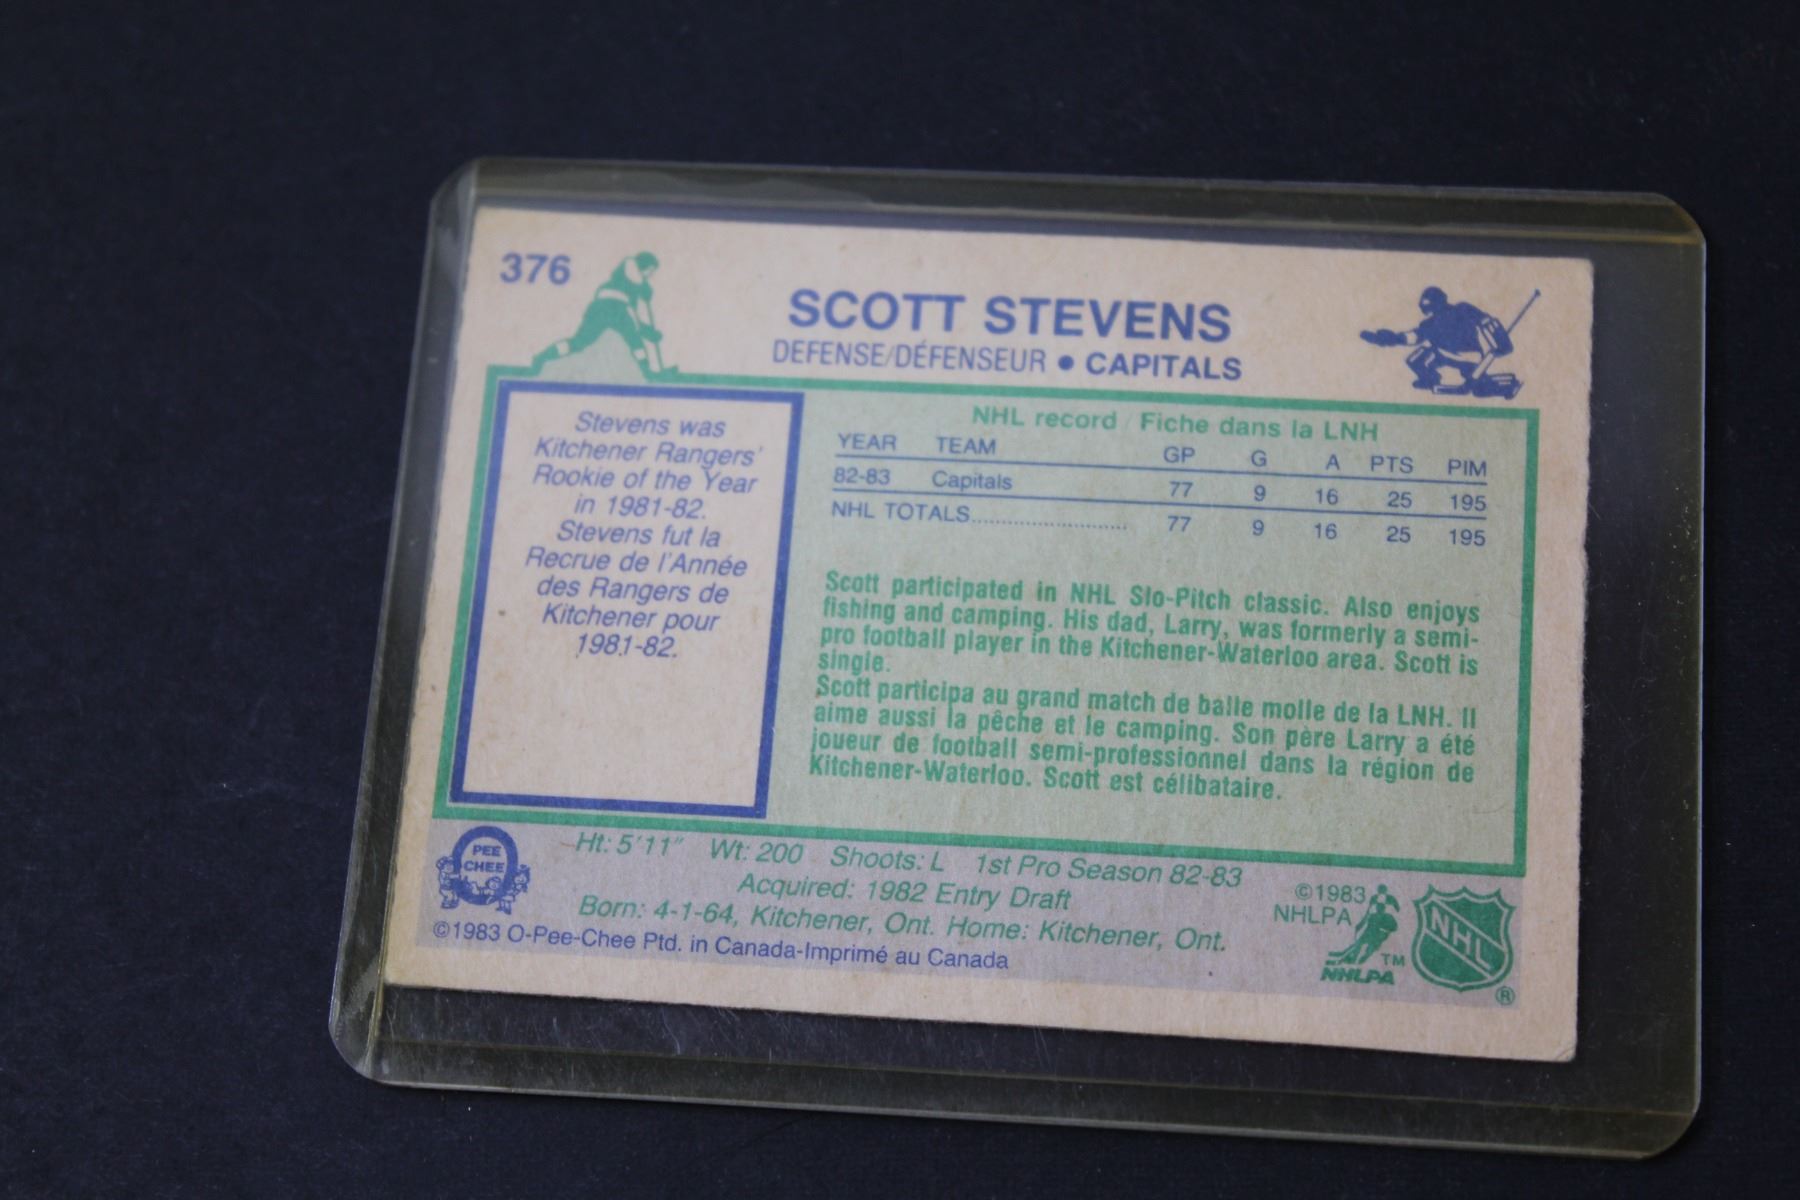 376
SCOTT STEVENS
DEFENSE/DÉFENSEUR • CAPITALS
Stevens was
Kitchener Rangers'
Rookie of the Year
in 1981-82.
Stevens fut la
Recrue de l'Année
des Rangers de
Kitchener pour
1981-82.
NHL record / Fiche dans la LNH
YEAR TEAM GP G A PTS PIM
82-83 Capitals 77 9 16 25 195
NHL TOTALS............................ 77 9 16 25 195
Scott participated in NHL Slo-Pitch classic. Also enjoys
fishing and camping. His dad, Larry, was formerly a semi-
pro football player in the Kitchener-Waterloo area. Scott is
single.
Scott participa au grand match de balle molle de la LNH. Il
aime aussi la pêche et le camping. Son père Larry a été
joueur de football semi-professionnel dans la région de
Kitchener-Waterloo. Scott est célibataire.
PEE
CHEE
Ht: 5'11" Wt: 200 Shoots: L 1st Pro Season 82-83
Acquired: 1982 Entry Draft
Born: 4-1-64, Kitchener, Ont. Home: Kitchener, Ont.
©1983 O-Pee-Chee Ptd. in Canada-Imprimé au Canada
©1983
NHLPA
TM
NHLPA
NHL
®